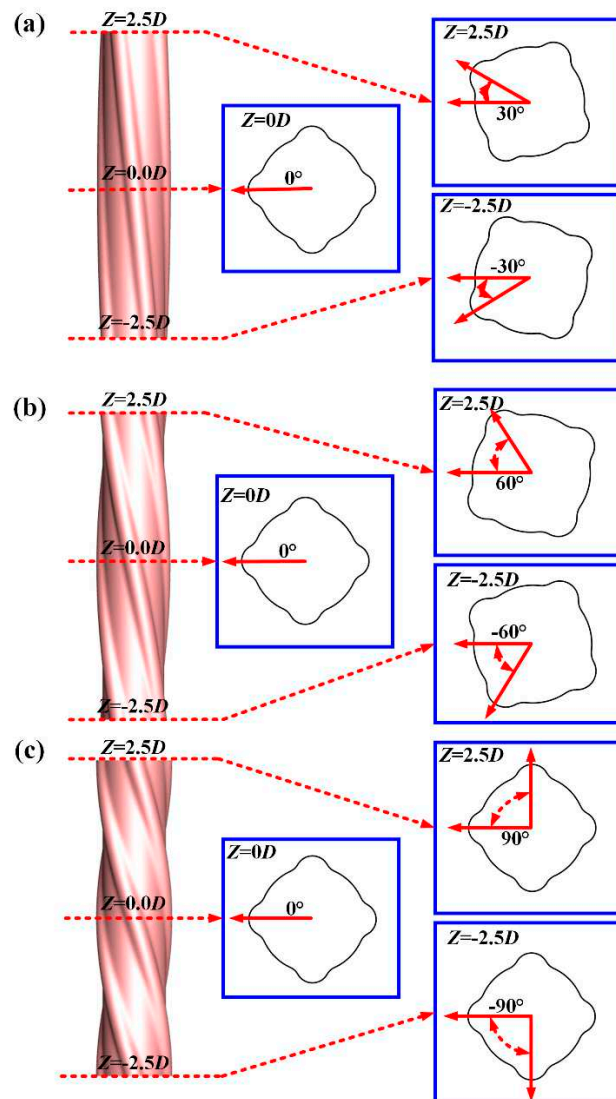 (a)
Z=2.5D
Z=2.5D
30°
Z=0D
0°
Z=0.0D
Z=-2.5D
-30°
Z=-2.5D
(b)
Z=2.5D
Z=2.5D
60°
Z=0D
0°
Z=0.0D
Z=-2.5D
-60°
Z=-2.5D
(c)
Z=2.5D
Z=2.5D
90°
Z=0D
0°
Z=0.0D
Z=-2.5D
-90°
Z=-2.5D